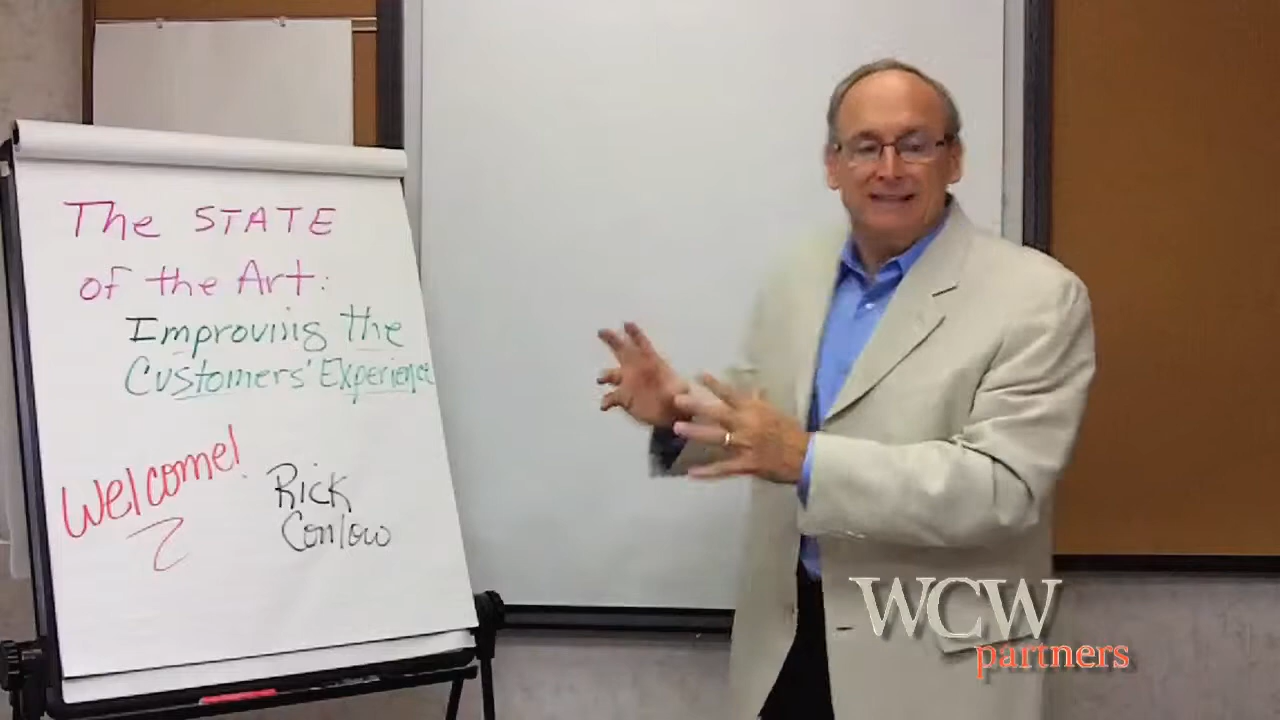 The STATE
of the Art:
Improving the
Customers' Experience
Welcome!
Rick
Conlow
WCW
partners